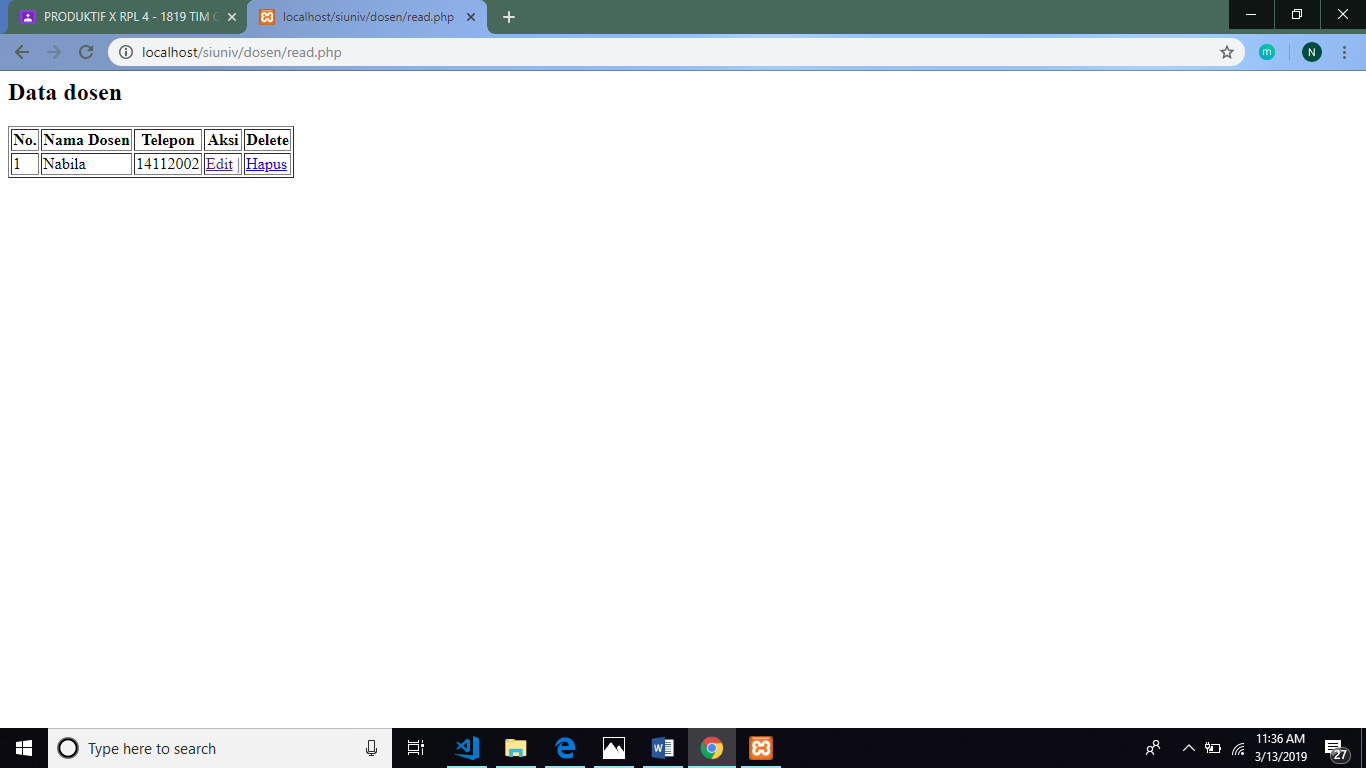 PRODUKTIF X RPL 4 - 1819 TIM
localhost/siuniv/dosen/read.php
localhost/siuniv/dosen/read.php
m
N
Data dosen
No. Nama Dosen Telepon Aksi Delete
1 Nabila 14112002 Edit | Hapus
Type here to search
11:36 AM
3/13/2019
27